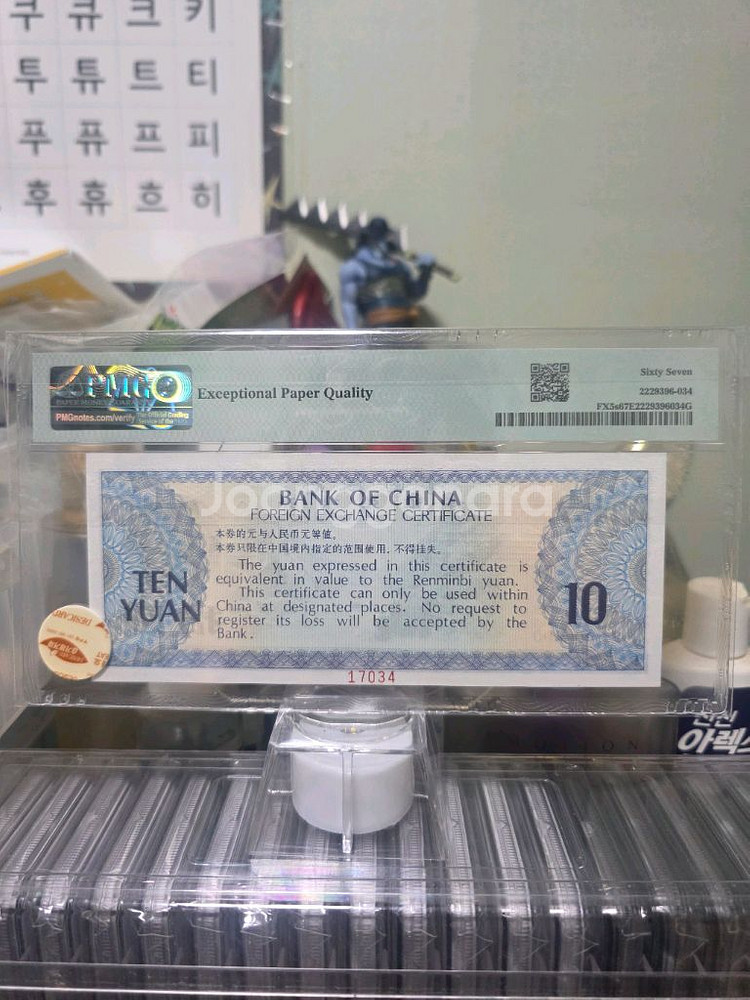 쿠 큐 크 키
투 튜 트 티
푸 퓨 프 피
후 휴 흐 히
PMG
PMGnotes.com/verify
Exceptional Paper Quality
Sixty Seven
2229396-034
FX5s67E2229396034G
BANK OF CHINA
FOREIGN EXCHANGE CERTIFICATE
本券的元与人民币元等值。
本券只限在中国境内指定的范围使用,不得挂失。
The yuan expressed in this certificate is
equivalent in value to the Renminbi yuan.
This certificate can only be used within
China at designated places. No request to
register its loss will be accepted by the
Bank.
TEN
YUAN
10
17034